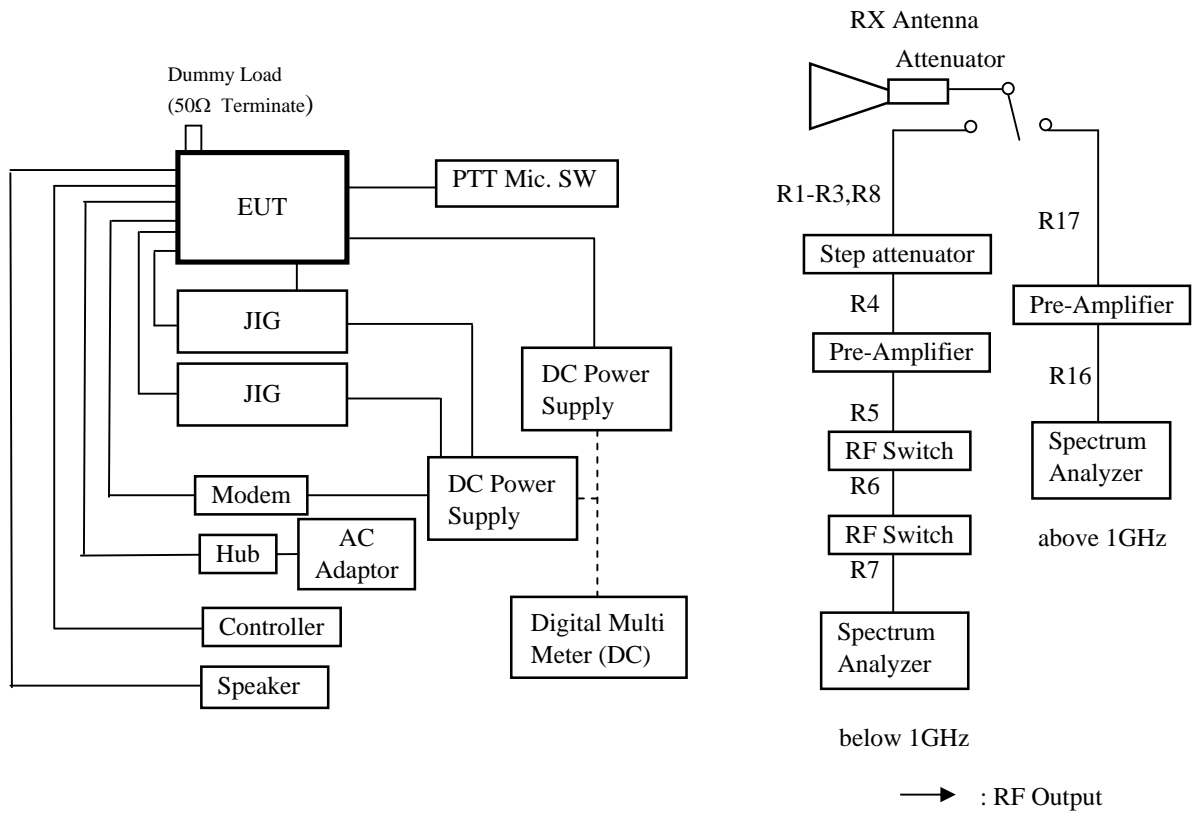 RX Antenna
Attenuator
Dummy Load
(50Ω Terminate)
EUT
PTT Mic. SW
JIG
JIG
DC Power
Supply
DC Power
Supply
Modem
Hub
AC
Adaptor
Controller
Speaker
Digital Multi
Meter (DC)
R1-R3,R8
Step attenuator
R4
Pre-Amplifier
R5
RF Switch
R6
RF Switch
R7
Spectrum
Analyzer
below 1GHz
R17
Pre-Amplifier
R16
Spectrum
Analyzer
above 1GHz
: RF Output